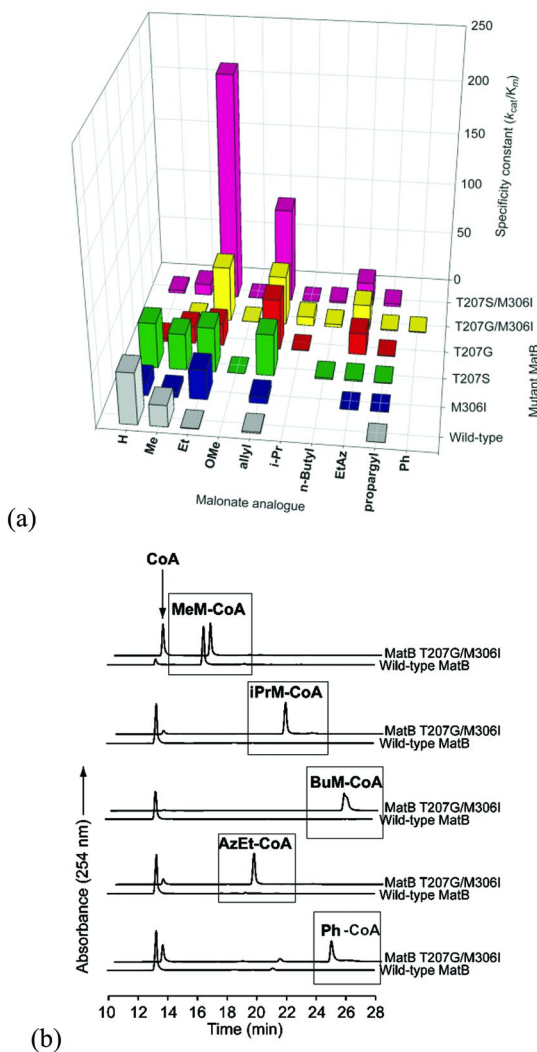 250
200
150
100
50
0
Specificity constant (kcat/Km)
T207S/M306I
T207G/M306I
T207G
T207S
M306I
Wild-type
Mutant MatB
H
Me
Et
OMe
allyl
i-Pr
n-Butyl
EtAz
propargyl
Ph
Malonate analogue
(a)
CoA
MeM-CoA
MatB T207G/M306I
Wild-type MatB
iPrM-CoA
MatB T207G/M306I
Wild-type MatB
BuM-CoA
MatB T207G/M306I
Wild-type MatB
AzEt-CoA
MatB T207G/M306I
Wild-type MatB
Ph-CoA
MatB T207G/M306I
Wild-type MatB
Absorbance (254 nm)
10 12 14 16 18 20 22 24 26 28
Time (min)
(b)